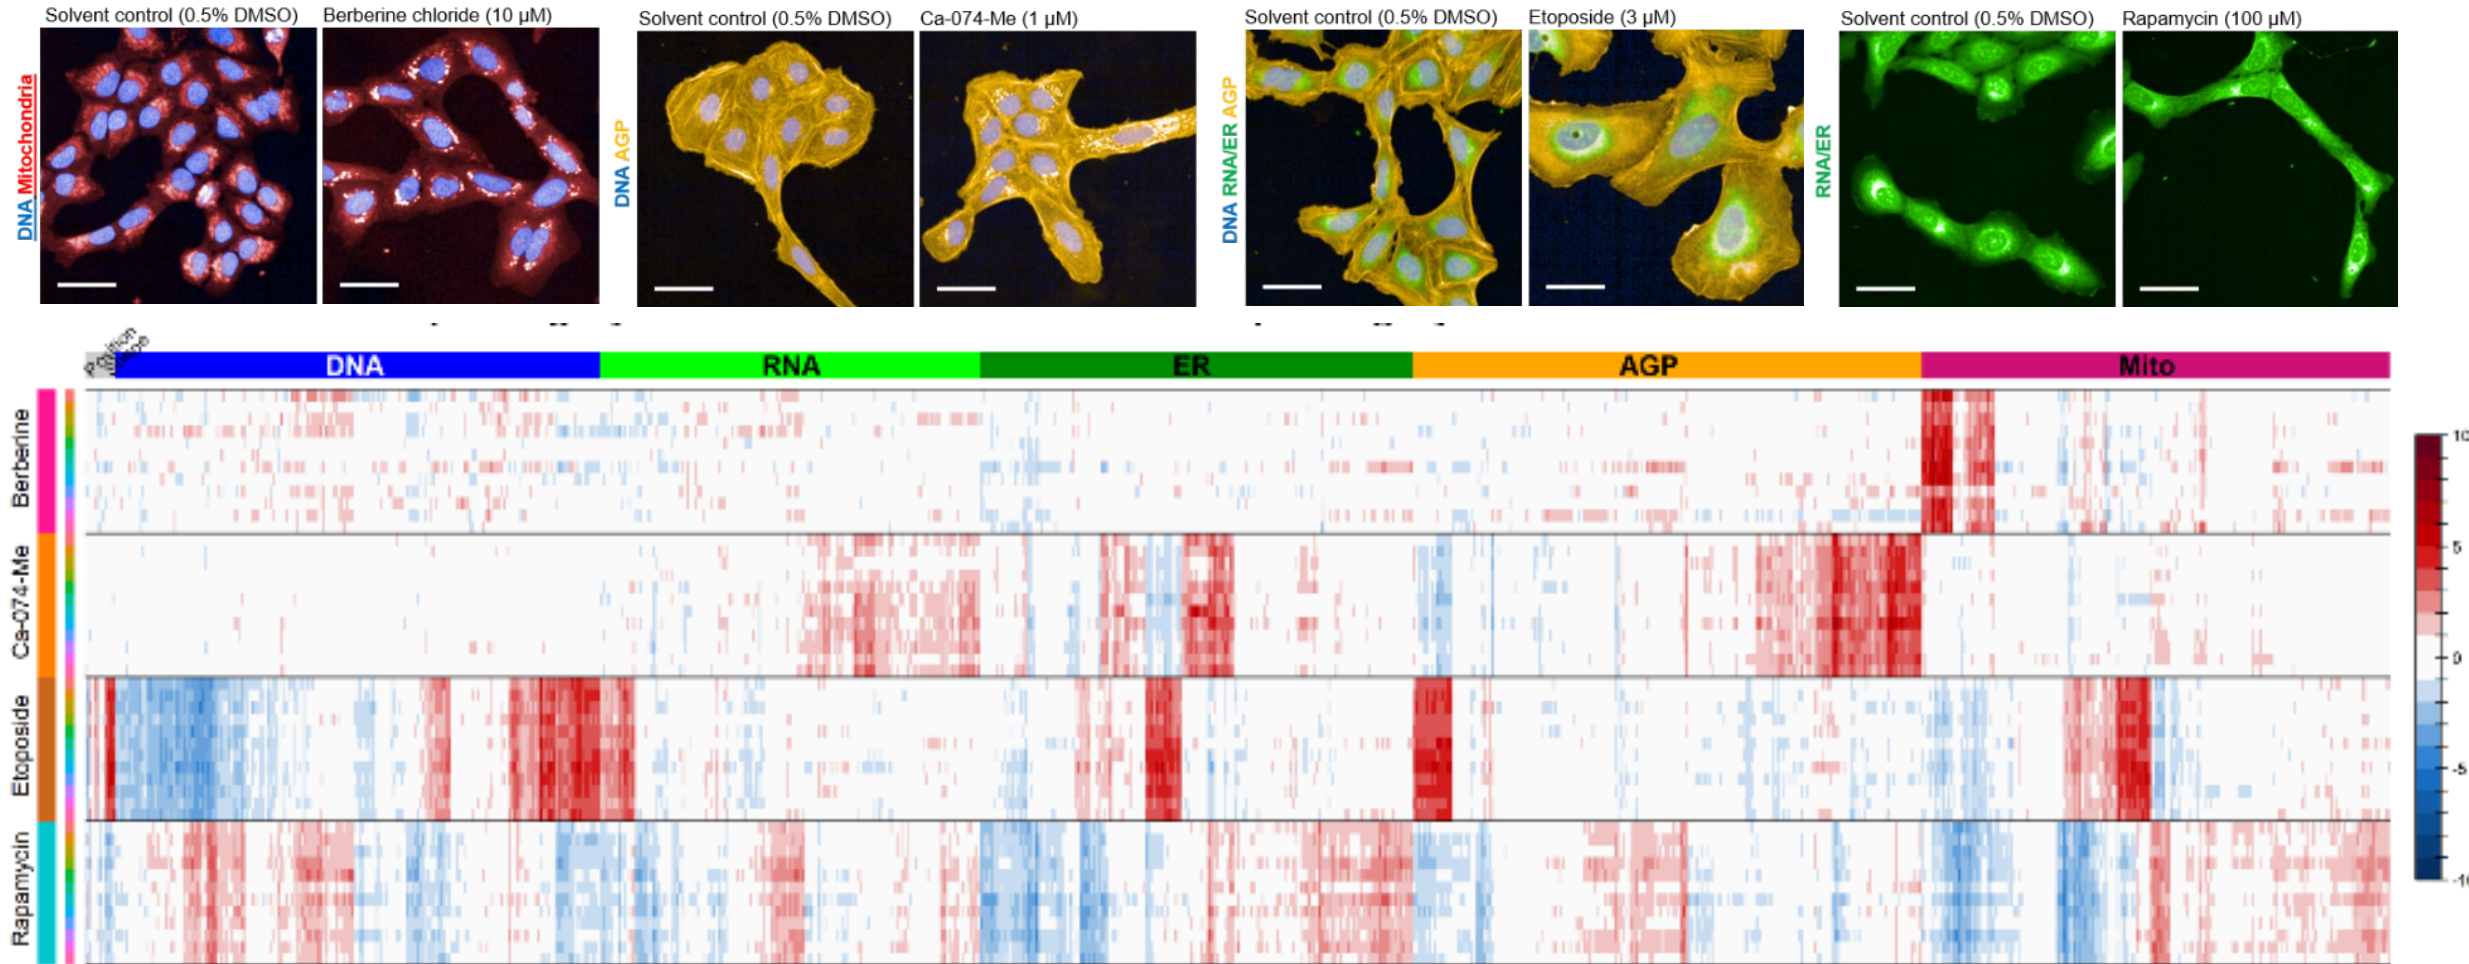 Solvent control (0.5% DMSO)
Berberine chloride (10 µM)
DNA Mitochondria
Solvent control (0.5% DMSO)
Ca-074-Me (1 µM)
DNA AGP
Solvent control (0.5% DMSO)
Etoposide (3 µM)
DNA RNA/ER AGP
Solvent control (0.5% DMSO)
Rapamycin (100 µM)
RNA/ER
DNA
RNA
ER
AGP
Mito
Berberine
Ca-074-Me
Etoposide
Rapamycin
10
5
0
-5